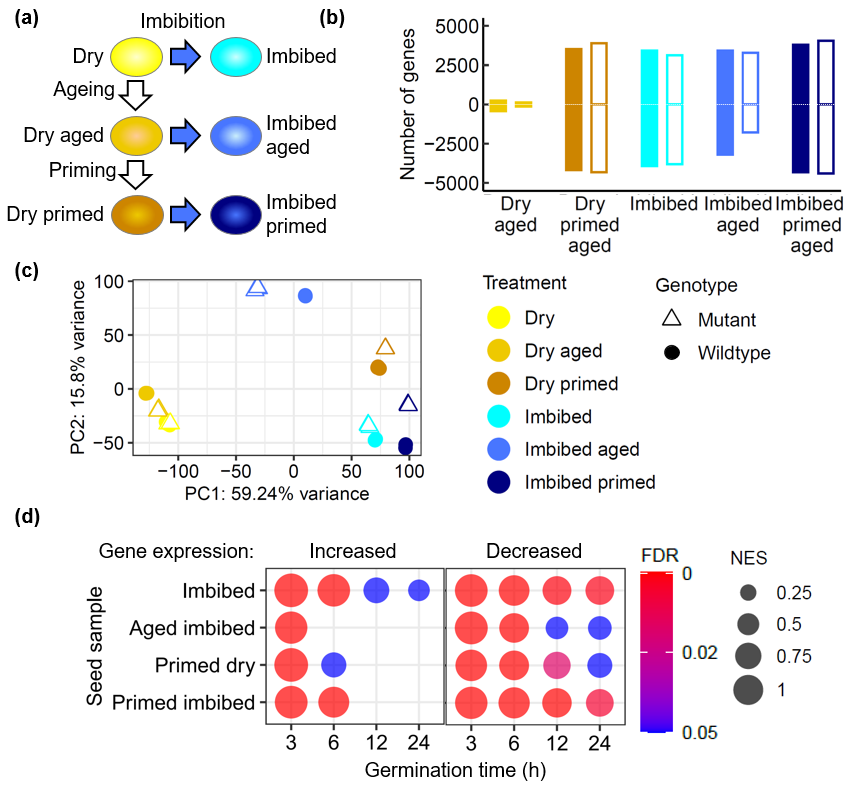 (a)
Imbibition
Dry
Imbibed
Ageing
Dry aged
Imbibed
aged
Priming
Dry primed
Imbibed
primed
(b)
Number of genes
5000
2500
0
−2500
−5000
Dry
aged
Dry
primed
aged
Imbibed
Imbibed
aged
Imbibed
primed
aged
(c)
PC2: 15.8% variance
100
50
0
−50
−100
−50
0
50
100
PC1: 59.24% variance
Treatment
Dry
Dry aged
Dry primed
Imbibed
Imbibed aged
Imbibed primed
Genotype
Mutant
Wildtype
(d)
Gene expression:
Increased
Decreased
Seed sample
Imbibed
Aged imbibed
Primed dry
Primed imbibed
3
6
12
24
3
6
12
24
Germination time (h)
FDR
0
0.02
0.05
NES
0.25
0.5
0.75
1